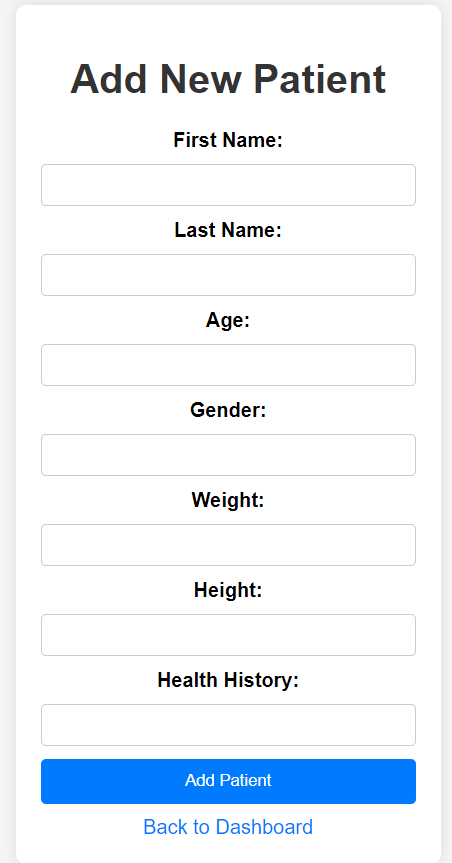 Add New Patient
First Name:
Last Name:
Age:
Gender:
Weight:
Height:
Health History:
Add Patient
Back to Dashboard